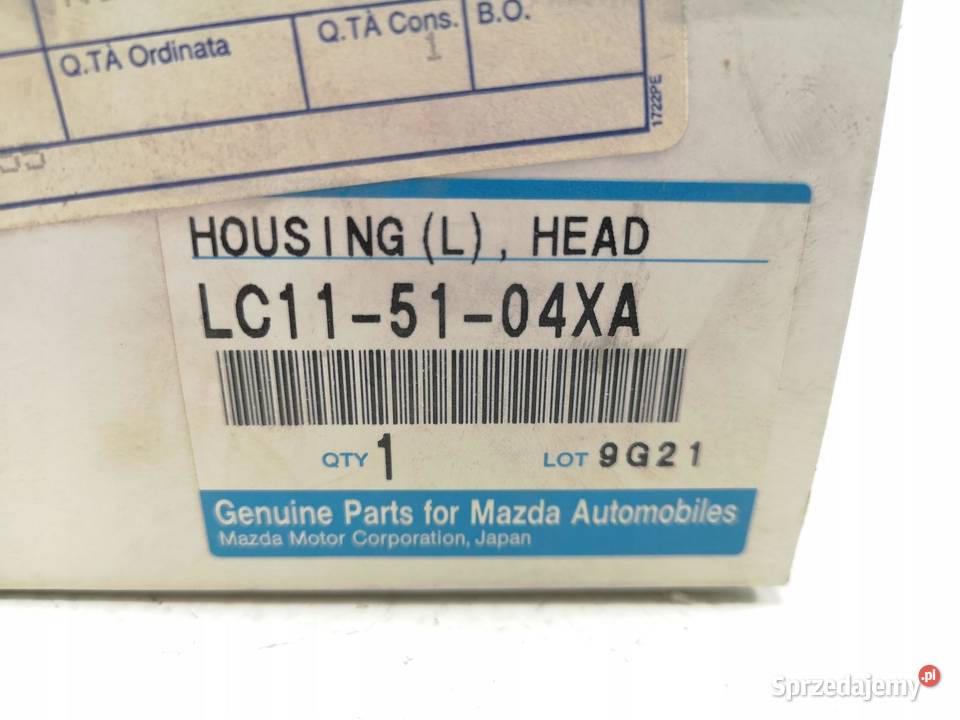 Q.TÀ Ordinata
Q.TÀ Cons.
1
B.O.
1722PE
HOUSING(L), HEAD
LC11-51-04XA
QTY 1
LOT 9G21
Genuine Parts for Mazda Automobiles
Mazda Motor Corporation, Japan
Sprzedajemy.pl